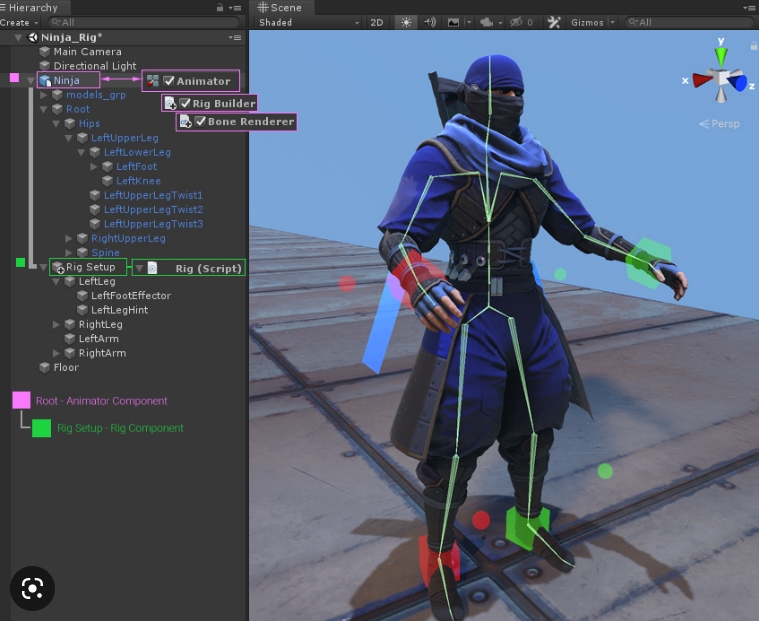 Hierarchy
Create All
Ninja_Rig*
Main Camera
Directional Light
Ninja Animator
models_grp Rig Builder
Root Bone Renderer
Hips
LeftUpperLeg
LeftLowerLeg
LeftFoot
LeftKnee
LeftUpperLegTwist1
LeftUpperLegTwist2
LeftUpperLegTwist3
RightUpperLeg
Spine
Rig Setup Rig (Script)
LeftLeg
LeftFootEffector
LeftLegHint
RightLeg
LeftArm
RightArm
Floor
Root - Animator Component
Rig Setup - Rig Component
Scene
Shaded 2D 0 Gizmos All
y
x
z
Persp